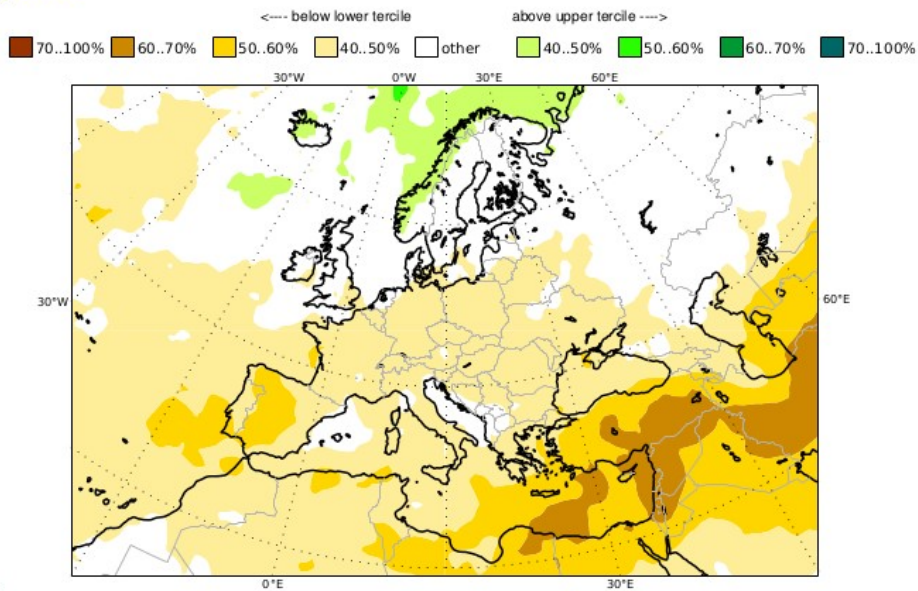 <---- below lower tercile above upper tercile ---->
70..100% 60..70% 50..60% 40..50% other 40..50% 50..60% 60..70% 70..100%
30°W 0°W 30°E 60°E
30°W 60°E
0°E 30°E